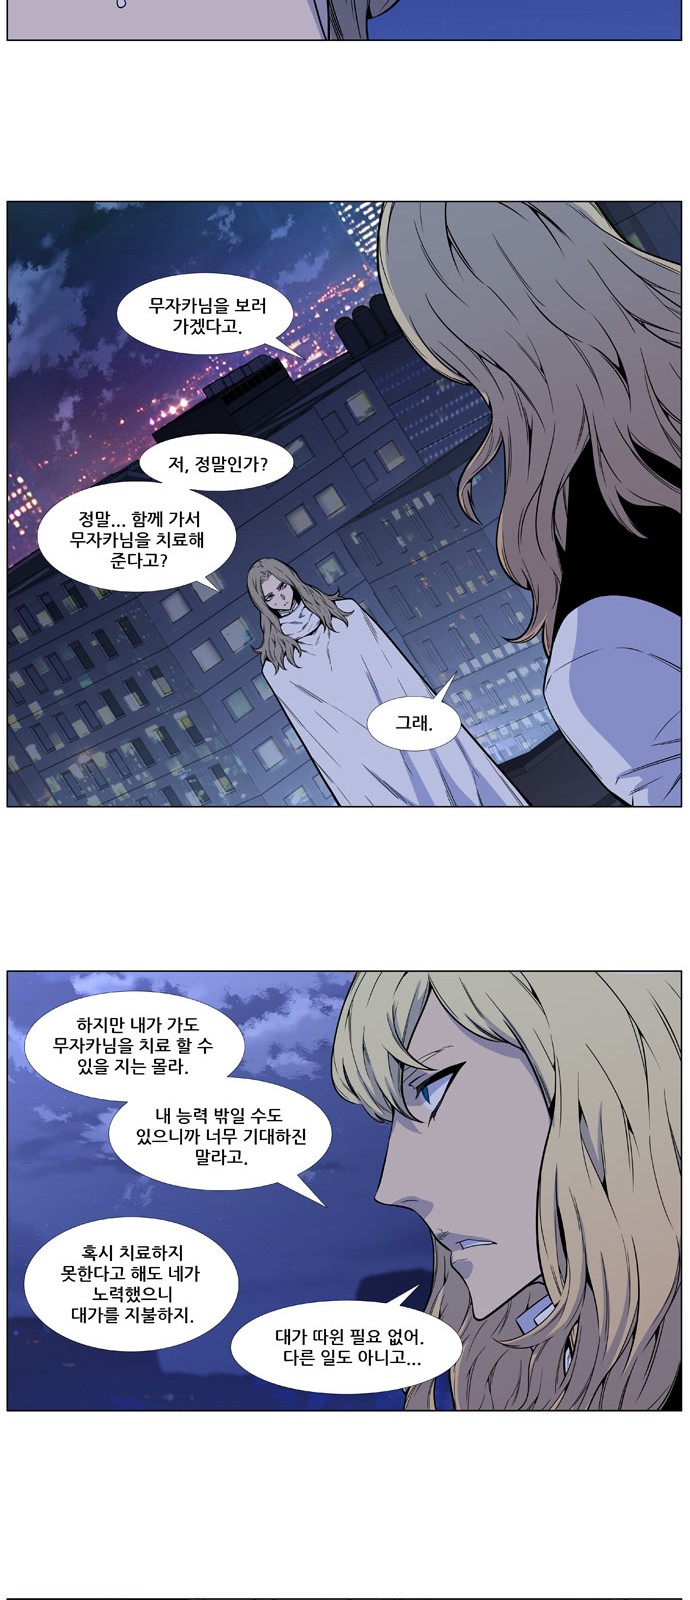 무자카님을 보러
가겠다고.
저, 정말인가?
정말... 함께 가서
무자카님을 치료해
준다고?
그래.
하지만 내가 가도
무자카님을 치료 할 수
있을 지는 몰라.
내 능력 밖일 수도
있으니까 너무 기대하진
말라고.
혹시 치료하지
못한다고 해도 네가
노력했으니
대가를 지불하지.
대가 따윈 필요 없어.
다른 일도 아니고...